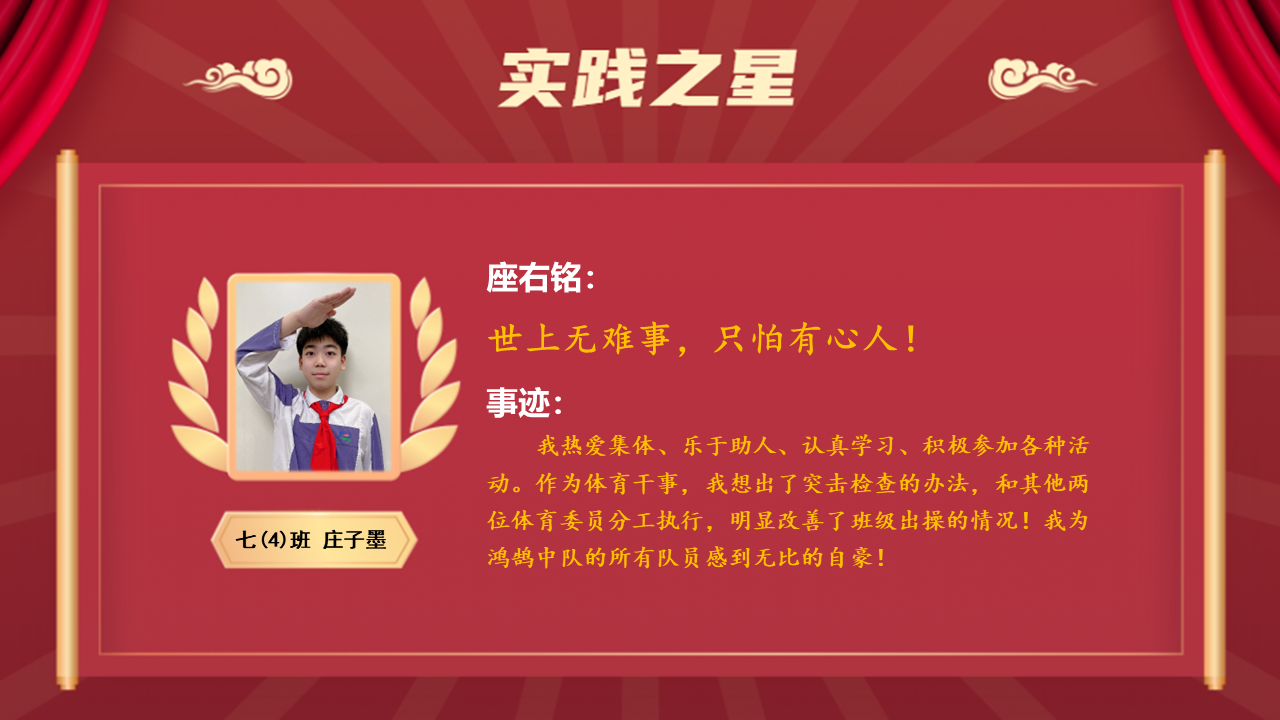 实践之星
座右铭：
世上无难事，只怕有心人！
事迹：
我热爱集体、乐于助人、认真学习、积极参加各种活
动。作为体育干事，我想出了突击检查的办法，和其他两
位体育委员分工执行，明显改善了班级出操的情况！我为
鸿鹄中队的所有队员感到无比的自豪！
七(4)班 庄子墨